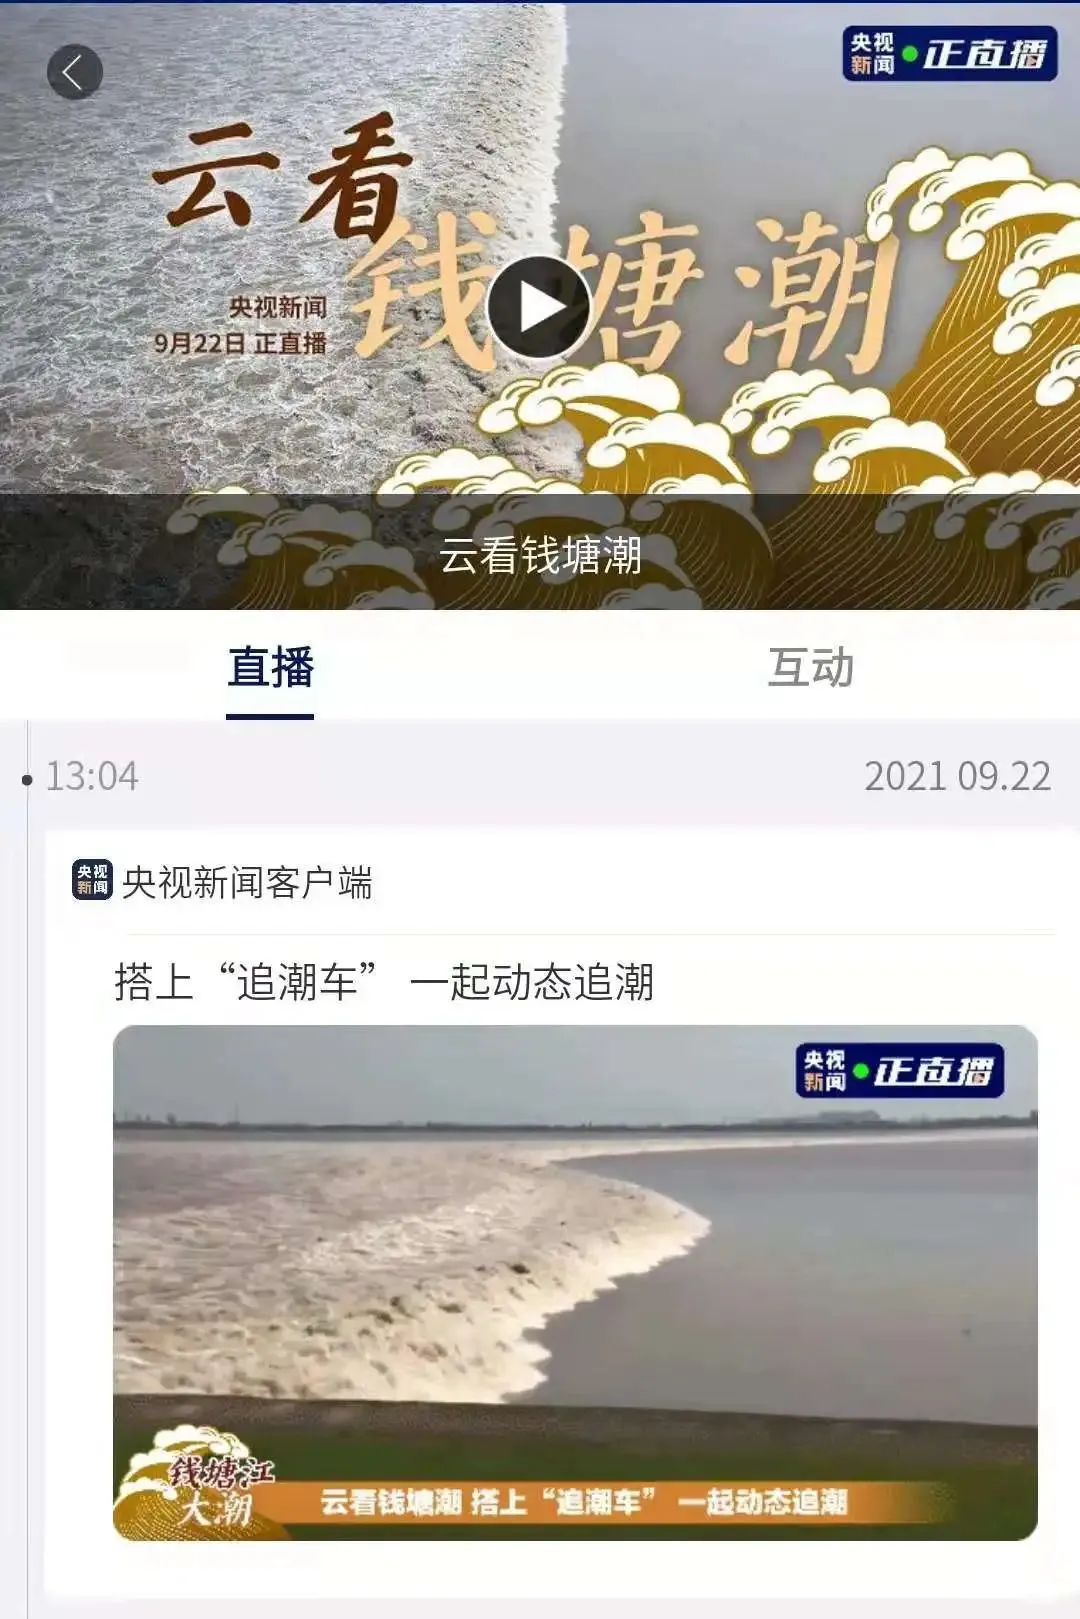 央视
新闻
正直播
云看
钱塘潮
央视新闻
9月22日 正直播
云看钱塘潮
直播
互动
13:04
2021 09.22
央视
新闻
央视新闻客户端
搭上“追潮车” 一起动态追潮
央视
新闻
正直播
钱塘江
大潮
云看钱塘潮 搭上“追潮车” 一起动态追潮